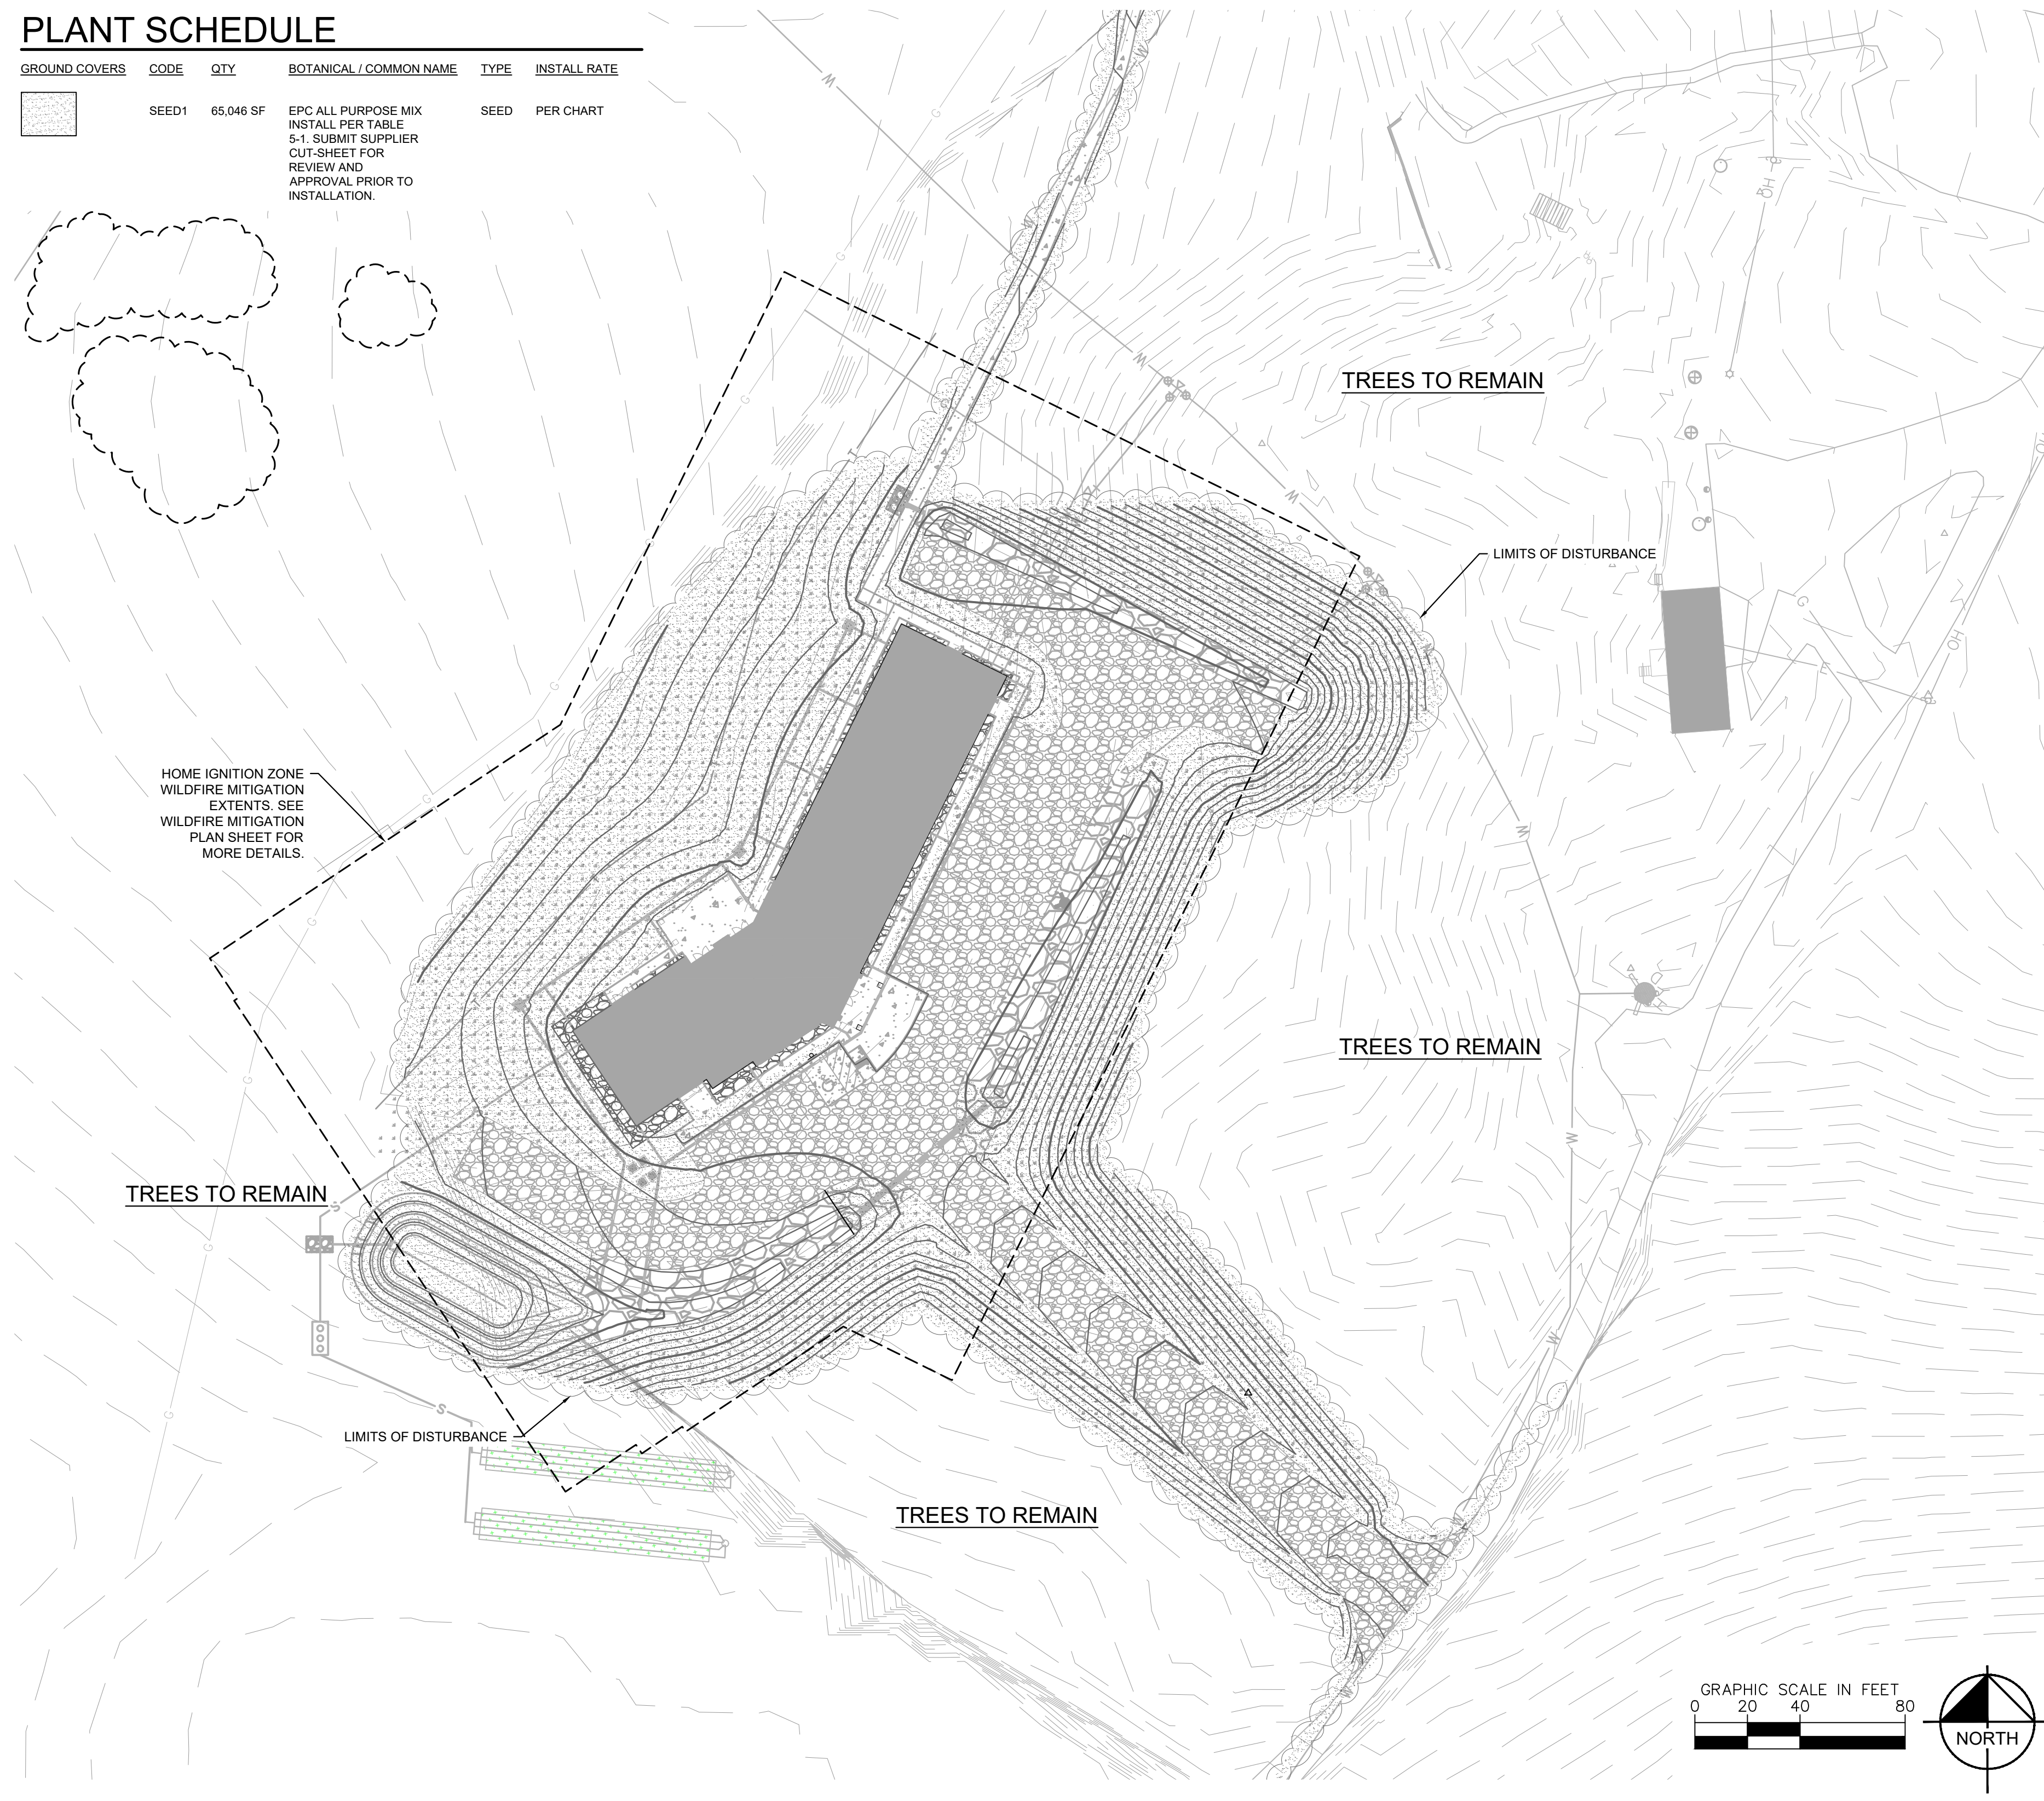 PLANT SCHEDULE
GROUND COVERS CODE QTY BOTANICAL / COMMON NAME TYPE INSTALL RATE
SEED1 65,046 SF EPC ALL PURPOSE MIX SEED PER CHART
INSTALL PER TABLE
5-1. SUBMIT SUPPLIER
CUT-SHEET FOR
REVIEW AND
APPROVAL PRIOR TO
INSTALLATION.
TREES TO REMAIN
LIMITS OF DISTURBANCE
HOME IGNITION ZONE
WILDFIRE MITIGATION
EXTENTS. SEE
WILDFIRE MITIGATION
PLAN SHEET FOR
MORE DETAILS.
TREES TO REMAIN
TREES TO REMAIN
LIMITS OF DISTURBANCE
TREES TO REMAIN
GRAPHIC SCALE IN FEET
0 20 40 80
NORTH
W
W
W
W
W
W
W
W
W
W
G
G
G
G
G
G
G
G
G
G
G
S
S
T
OH
OH
E